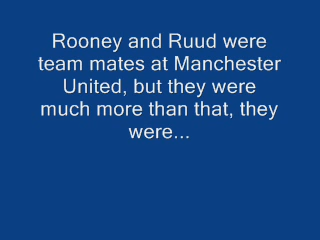 Rooney and Ruud were
team mates at Manchester
United, but they were
much more than that, they
were...